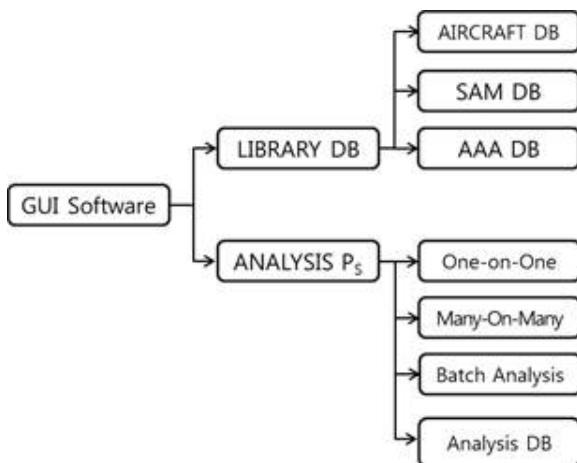 AIRCRAFT DB
SAM DB
LIBRARY DB
AAA DB
GUI Software
ANALYSIS Pₛ
One-on-One
Many-On-Many
Batch Analysis
Analysis DB